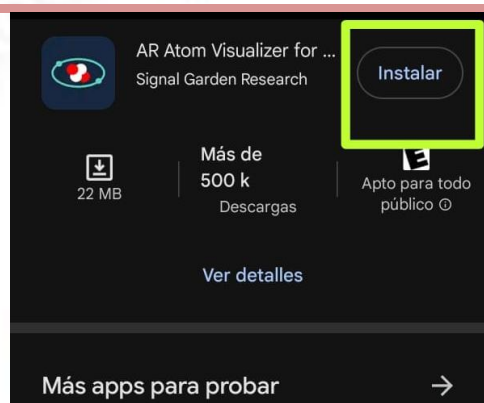 AR Atom Visualizer for ...
Signal Garden Research
Instalar
22 MB
Más de
500 k
Descargas
E
Apto para todo
público
Ver detalles
Más apps para probar